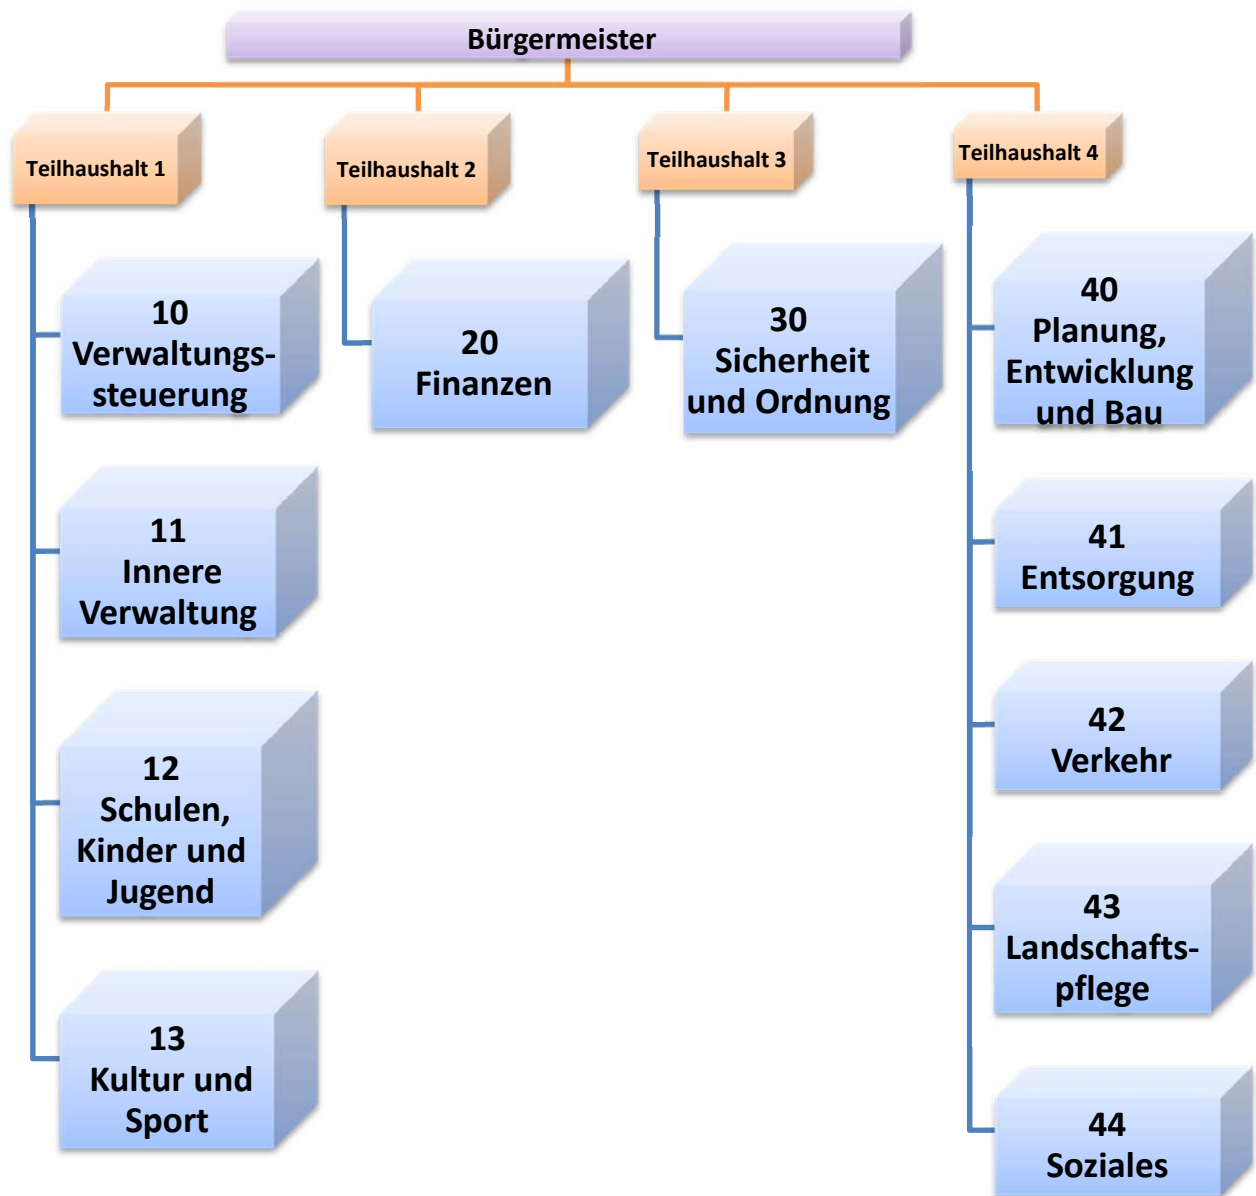 Bürgermeister
Teilhaushalt 1
Teilhaushalt 2
Teilhaushalt 3
Teilhaushalt 4
10
Verwaltungs-
steuerung
11
Innere
Verwaltung
12
Schulen,
Kinder und
Jugend
13
Kultur und
Sport
20
Finanzen
30
Sicherheit
und Ordnung
40
Planung,
Entwicklung
und Bau
41
Entsorgung
42
Verkehr
43
Landschafts-
pflege
44
Soziales